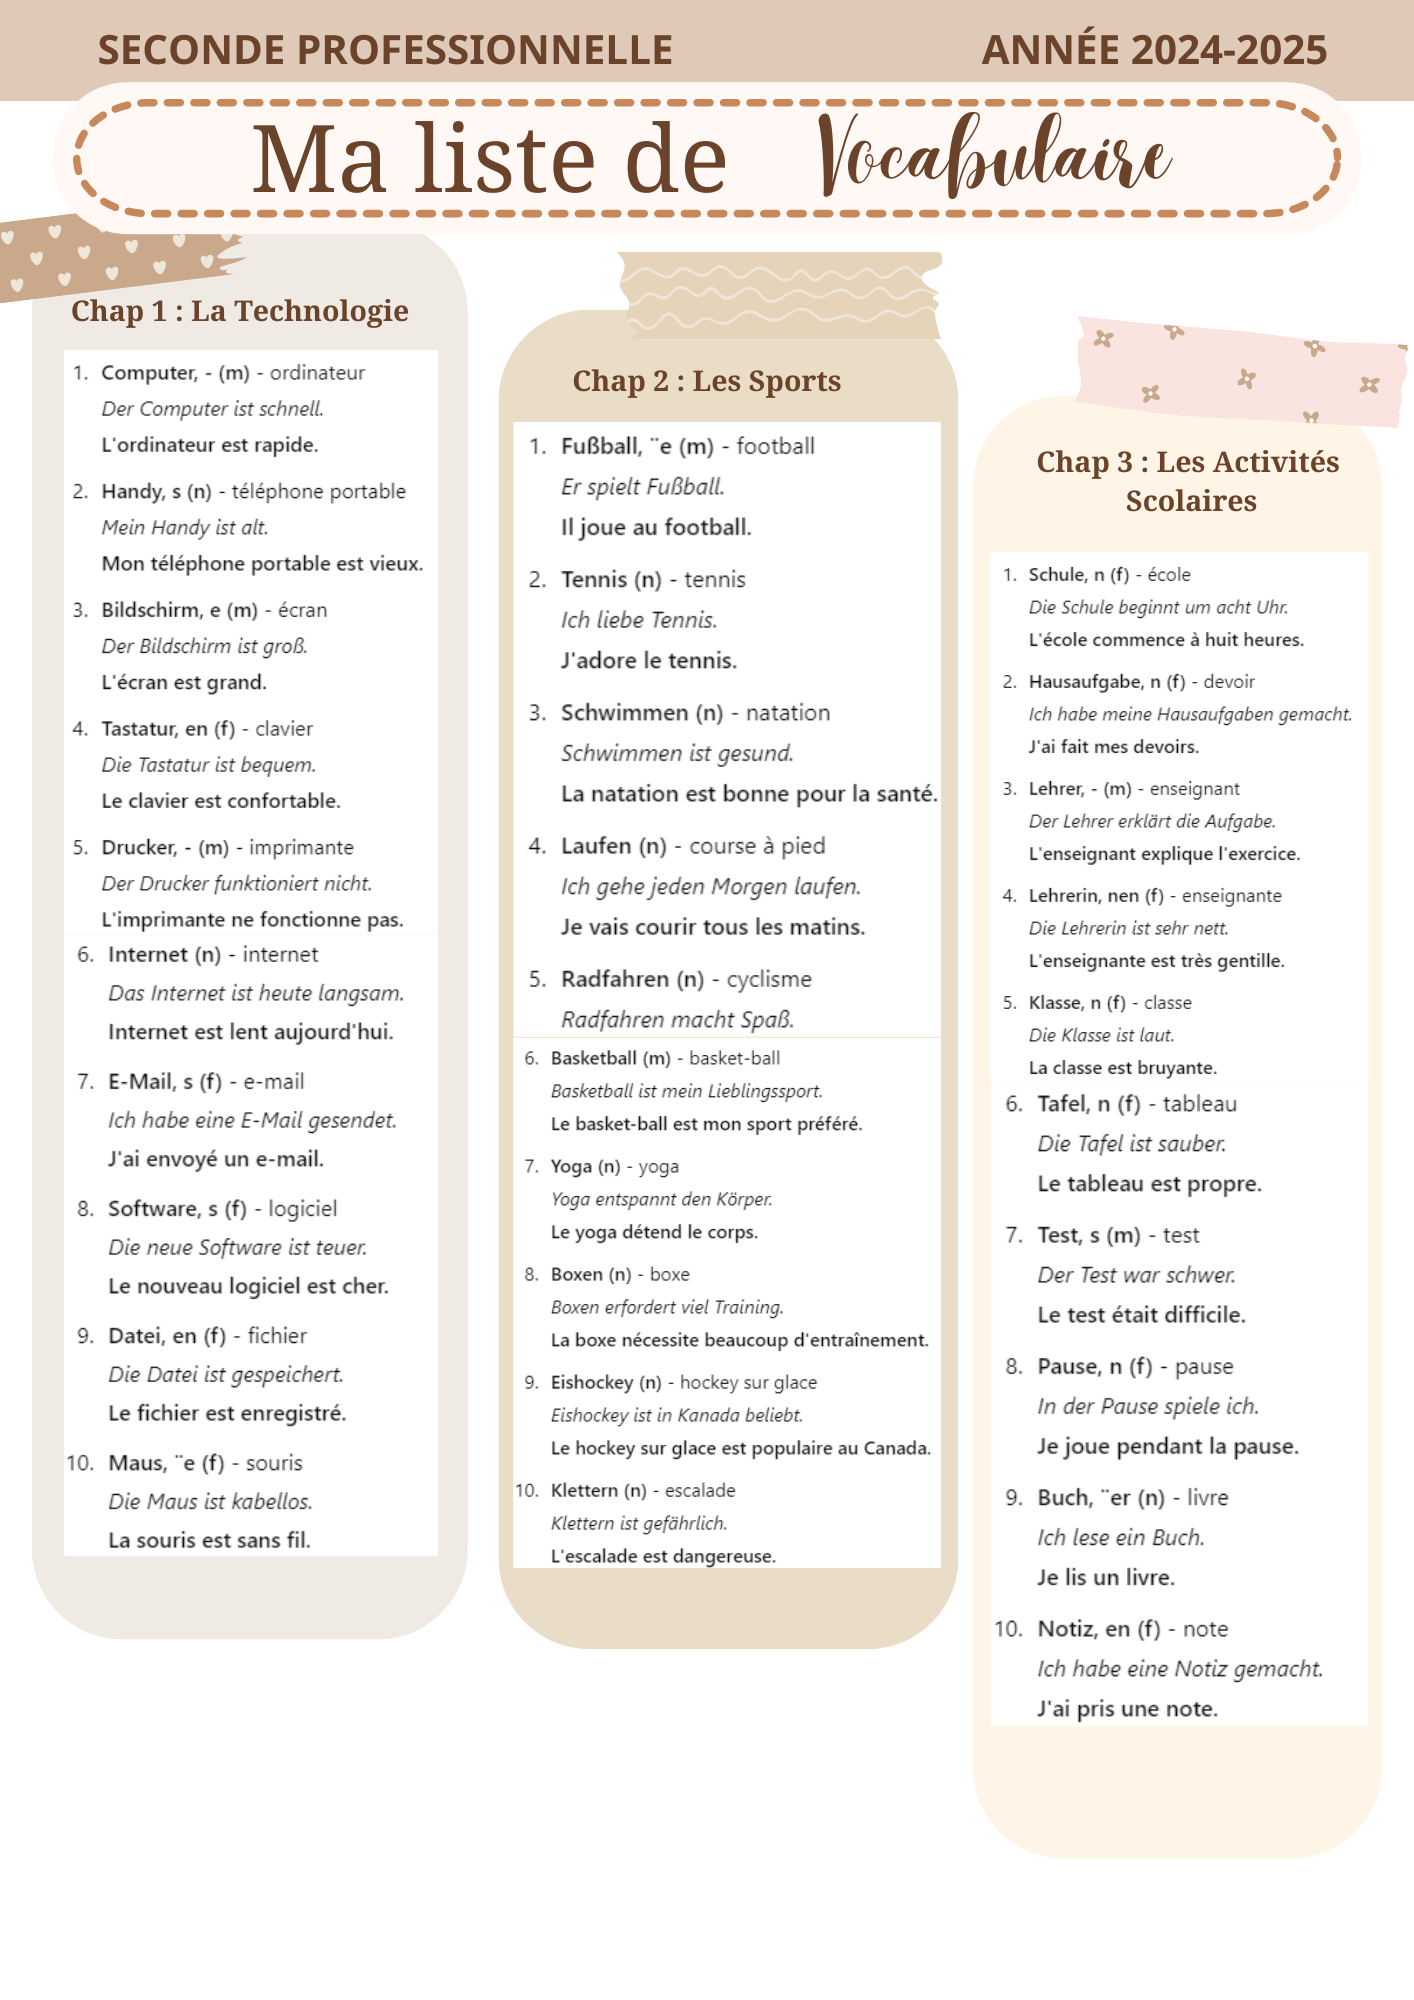 SECONDE PROFESSIONNELLE
ANNÉE 2024-2025
Ma liste de Vocabulaire
Chap 1 : La Technologie
1. Computer, - (m) - ordinateur
Der Computer ist schnell.
L'ordinateur est rapide.
2. Handy, s (n) - téléphone portable
Mein Handy ist alt.
Mon téléphone portable est vieux.
3. Bildschirm, e (m) - écran
Der Bildschirm ist groß.
L'écran est grand.
4. Tastatur, en (f) - clavier
Die Tastatur ist bequem.
Le clavier est confortable.
5. Drucker, - (m) - imprimante
Der Drucker funktioniert nicht.
L'imprimante ne fonctionne pas.
6. Internet (n) - internet
Das Internet ist heute langsam.
Internet est lent aujourd'hui.
7. E-Mail, s (f) - e-mail
Ich habe eine E-Mail gesendet.
J'ai envoyé un e-mail.
8. Software, s (f) - logiciel
Die neue Software ist teuer.
Le nouveau logiciel est cher.
9. Datei, en (f) - fichier
Die Datei ist gespeichert.
Le fichier est enregistré.
10. Maus, ¨e (f) - souris
Die Maus ist kabellos.
La souris est sans fil.
Chap 2 : Les Sports
1. Fußball, ¨e (m) - football
Er spielt Fußball.
Il joue au football.
2. Tennis (n) - tennis
Ich liebe Tennis.
J'adore le tennis.
3. Schwimmen (n) - natation
Schwimmen ist gesund.
La natation est bonne pour la santé.
4. Laufen (n) - course à pied
Ich gehe jeden Morgen laufen.
Je vais courir tous les matins.
5. Radfahren (n) - cyclisme
Radfahren macht Spaß.
6. Basketball (m) - basket-ball
Basketball ist mein Lieblingssport.
Le basket-ball est mon sport préféré.
7. Yoga (n) - yoga
Yoga entspannt den Körper.
Le yoga détend le corps.
8. Boxen (n) - boxe
Boxen erfordert viel Training.
La boxe nécessite beaucoup d'entraînement.
9. Eishockey (n) - hockey sur glace
Eishockey ist in Kanada beliebt.
Le hockey sur glace est populaire au Canada.
10. Klettern (n) - escalade
Klettern ist gefährlich.
L'escalade est dangereuse.
Chap 3 : Les Activités
Scolaires
1. Schule, n (f) - école
Die Schule beginnt um acht Uhr.
L'école commence à huit heures.
2. Hausaufgabe, n (f) - devoir
Ich habe meine Hausaufgaben gemacht.
J'ai fait mes devoirs.
3. Lehrer, - (m) - enseignant
Der Lehrer erklärt die Aufgabe.
L'enseignant explique l'exercice.
4. Lehrerin, nen (f) - enseignante
Die Lehrerin ist sehr nett.
L'enseignante est très gentille.
5. Klasse, n (f) - classe
Die Klasse ist laut.
La classe est bruyante.
6. Tafel, n (f) - tableau
Die Tafel ist sauber.
Le tableau est propre.
7. Test, s (m) - test
Der Test war schwer.
Le test était difficile.
8. Pause, n (f) - pause
In der Pause spiele ich.
Je joue pendant la pause.
9. Buch, ¨er (n) - livre
Ich lese ein Buch.
Je lis un livre.
10. Notiz, en (f) - note
Ich habe eine Notiz gemacht.
J'ai pris une note.